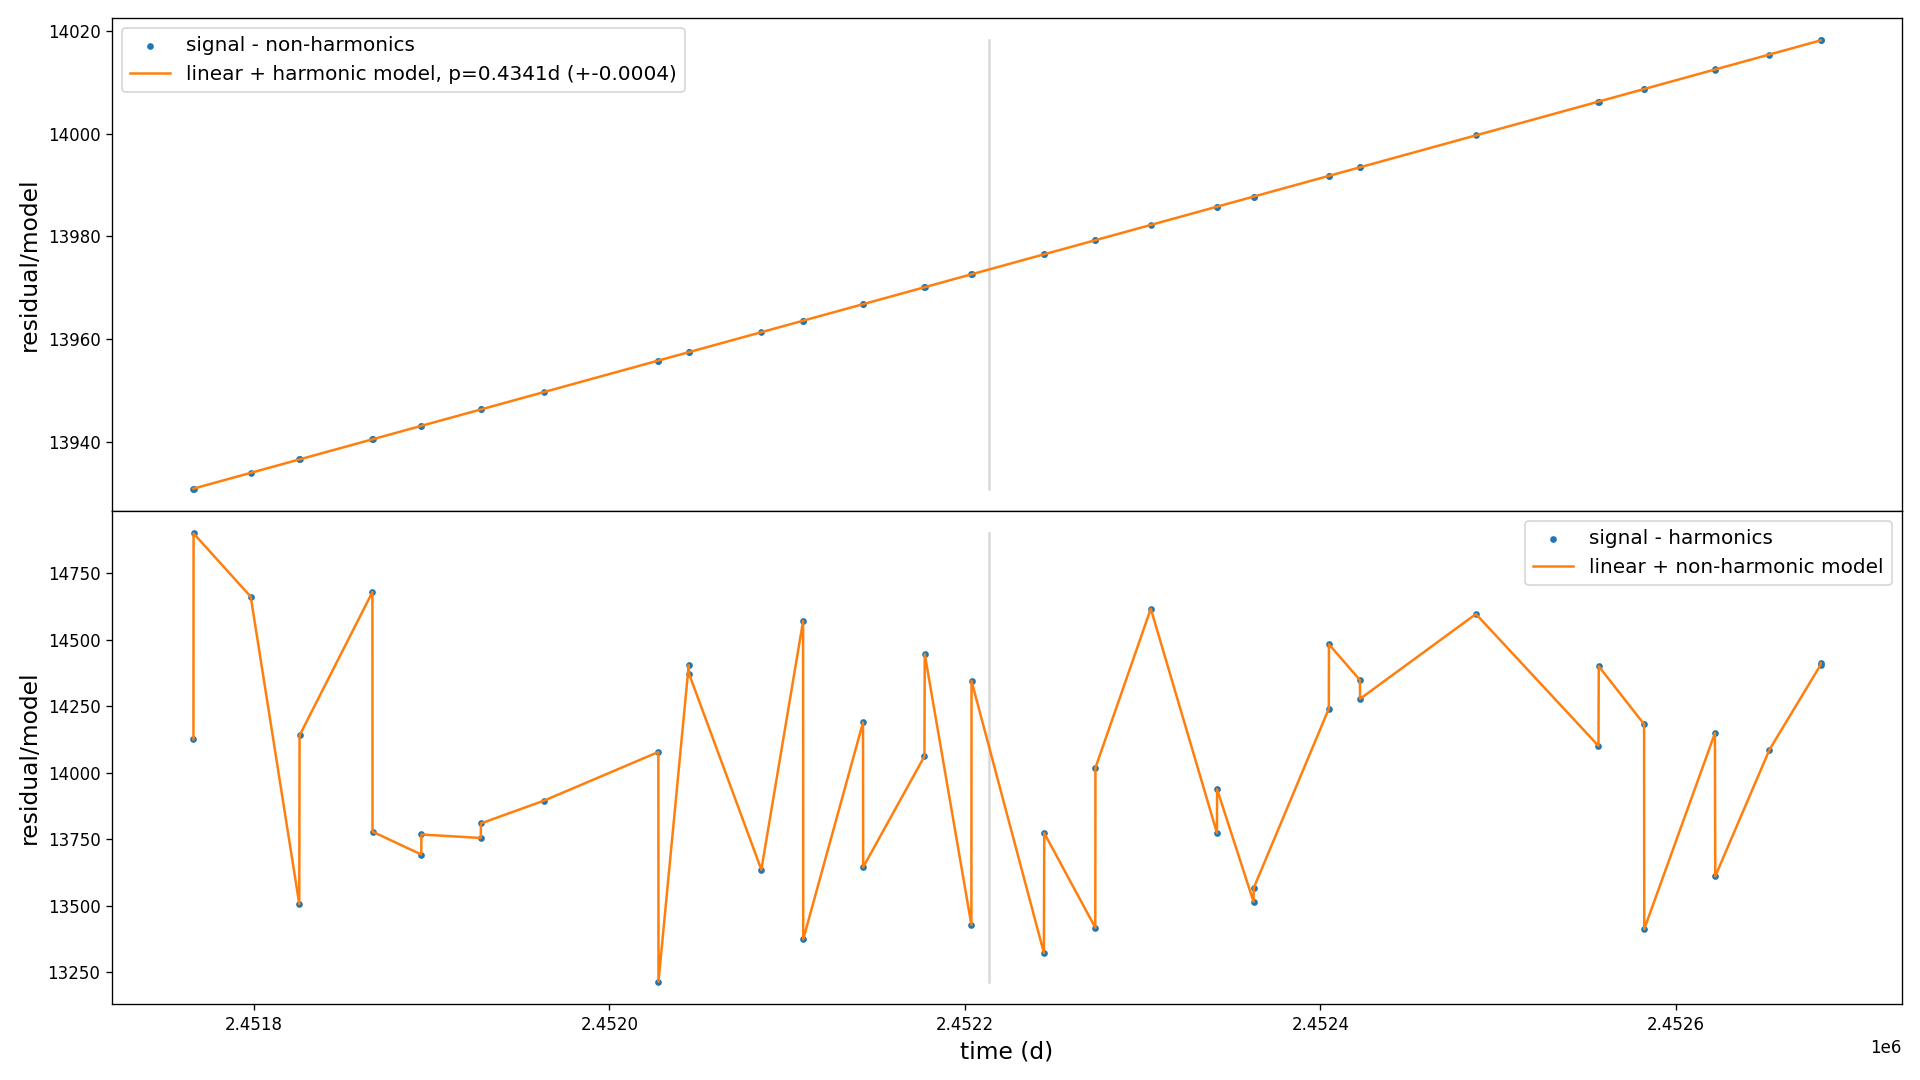 signal - non-harmonics
linear + harmonic model, p=0.4341d (+-0.0004)
14020
14000
13980
13960
13940
residual/model
signal - harmonics
linear + non-harmonic model
14750
14500
14250
14000
13750
13500
13250
residual/model
2.4518
2.4520
2.4522
2.4524
2.4526
1e6
time (d)